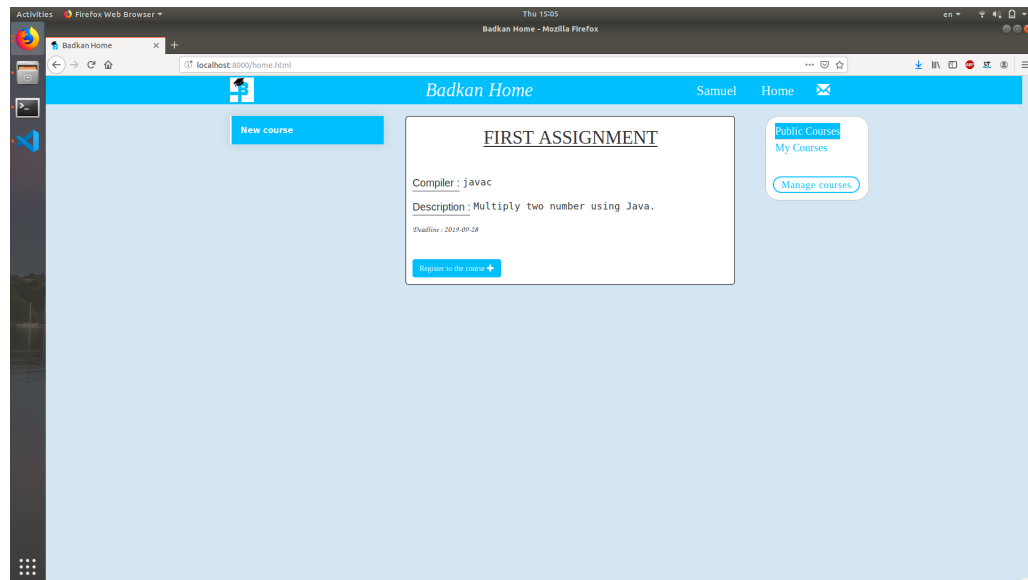 Activities Firefox Web Browser Thu 15:05 en
Badkan Home - Mozilla Firefox
Badkan Home
localhost:8000/home.html
Badkan Home Samuel Home
New course
FIRST ASSIGNMENT
Compiler : javac
Description : Multiply two number using Java.
Deadline : 2019-09-28
Register to the course
Public Courses
My Courses
Manage courses